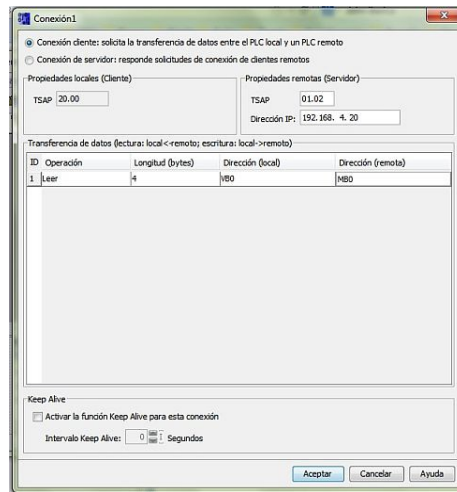 Conexión1
Conexión cliente: solicita la transferencia de datos entre el PLC local y un PLC remoto
Conexión de servidor: responde solicitudes de conexión de clientes remotos
Propiedades locales (Cliente)
Propiedades remotas (Servidor)
TSAP 20.00
TSAP 01.02
Dirección IP: 192.168. 4. 20
Transferencia de datos (lectura: local<-remoto; escritura: local->remoto)
ID Operación Longitud (bytes) Dirección (local) Dirección (remota)
1 Leer 4 VB0 MB0
Keep Alive
Activar la función Keep Alive para esta conexión
Intervalo Keep Alive: 0 Segundos
Aceptar Cancelar Ayuda